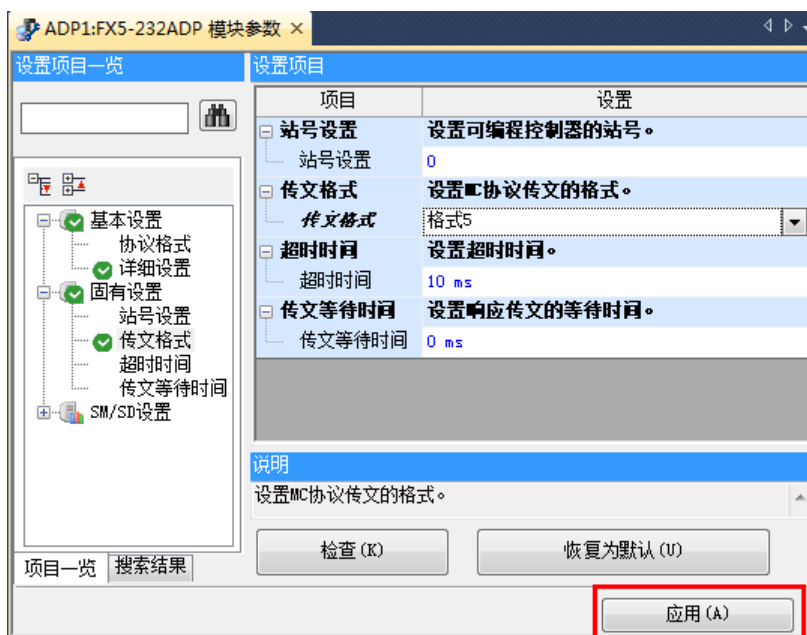 ADP1:FX5-232ADP 模块参数
设置项目一览
基本设置
协议格式
详细设置
固有设置
站号设置
传文格式
超时时间
传文等待时间
SM/SD设置
项目一览 搜索结果
设置项目
项目 设置
站号设置 设置可编程控制器的站号。
站号设置 0
传文格式 设置MC协议传文的格式。
传文格式 格式5
超时时间 设置超时时间。
超时时间 10 ms
传文等待时间 设置响应传文的等待时间。
传文等待时间 0 ms
说明
设置MC协议传文的格式。
检查(K) 恢复为默认(U)
应用(A)